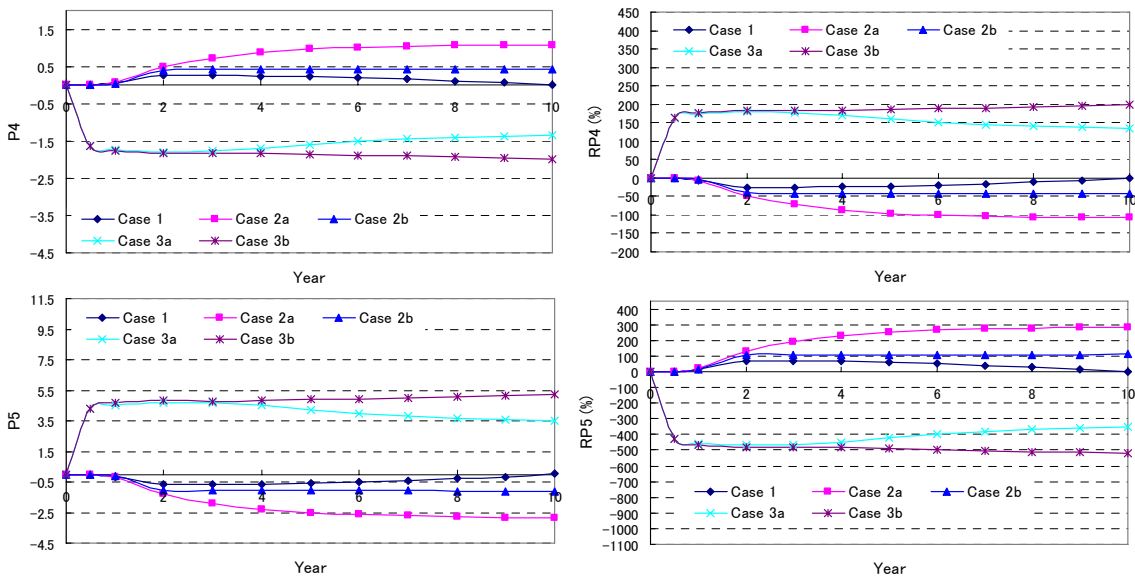 1.5
0.5
-0.5
-1.5
-2.5
-3.5
-4.5
0 2 4 6 8 10
P4
Case 1 Case 2a Case 2b
Case 3a Case 3b
Year
450
400
350
300
250
200
150
100
50
0
-50
-100
-150
-200
0 2 4 6 8 10
RP4 (%)
Case 1 Case 2a Case 2b
Case 3a Case 3b
Year
11.5
9.5
7.5
5.5
3.5
1.5
-0.5
-2.5
-4.5
0 2 4 6 8 10
P5
Case 1 Case 2a Case 2b
Case 3a Case 3b
Year
400
300
200
100
0
-100
-200
-300
-400
-500
-600
-700
-800
-900
-1000
-1100
0 2 4 6 8 10
RP5 (%)
Case 1 Case 2a Case 2b
Case 3a Case 3b
Year